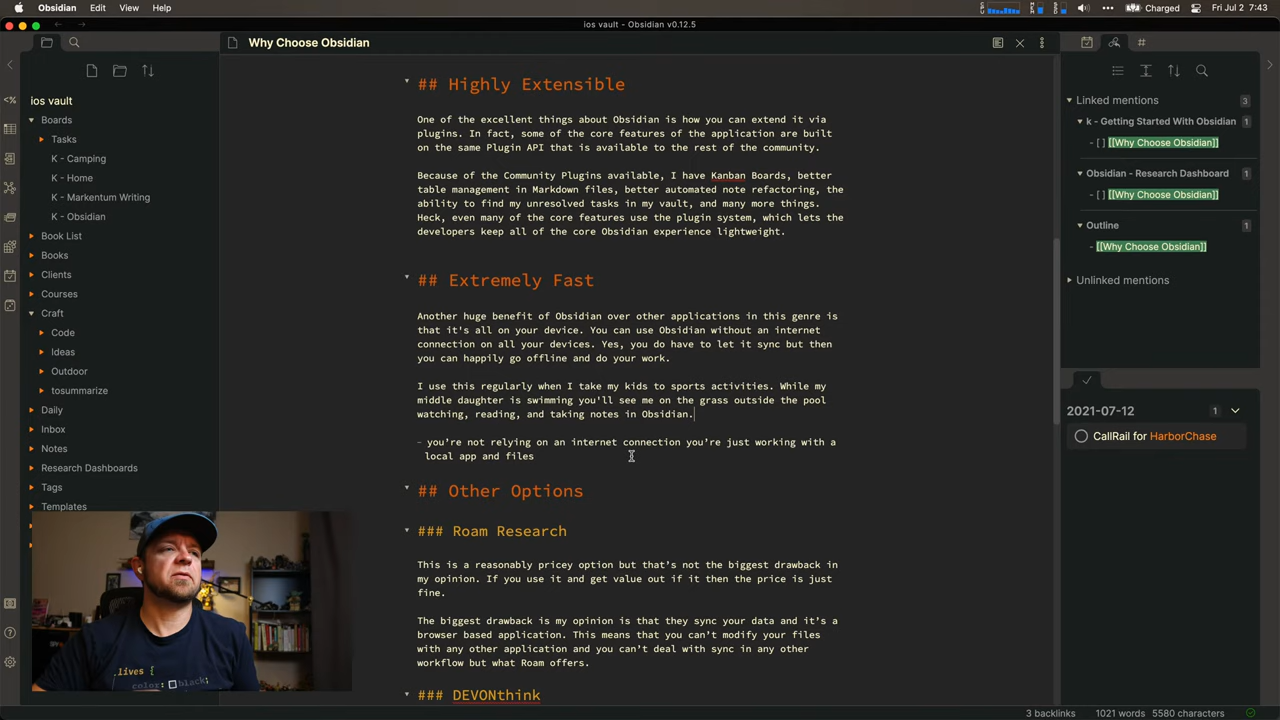 Obsidian Edit View Help
Charged Fri Jul 2 7:43
ios vault - Obsidian v0.12.5
Why Choose Obsidian
ios vault
Boards
Tasks
K - Camping
K - Home
K - Markentum Writing
K - Obsidian
Book List
Books
Clients
Courses
Craft
Code
Ideas
Outdoor
tosummarize
Daily
Inbox
Notes
Research Dashboards
Tags
Templates
## Highly Extensible
One of the excellent things about Obsidian is how you can extend it via
plugins. In fact, some of the core features of the application are built
on the same Plugin API that is available to the rest of the community.
Because of the Community Plugins available, I have Kanban Boards, better
table management in Markdown files, better automated note refactoring, the
ability to find my unresolved tasks in my vault, and many more things.
Heck, even many of the core features use the plugin system, which lets the
developers keep all of the core Obsidian experience lightweight.
## Extremely Fast
Another huge benefit of Obsidian over other applications in this genre is
that it's all on your device. You can use Obsidian without an internet
connection on all your devices. Yes, you do have to let it sync but then
you can happily go offline and do your work.
I use this regularly when I take my kids to sports activities. While my
middle daughter is swimming you'll see me on the grass outside the pool
watching, reading, and taking notes in Obsidian.
- you're not relying on an internet connection you're just working with a
local app and files
## Other Options
### Roam Research
This is a reasonably pricey option but that's not the biggest drawback in
my opinion. If you use it and get value out if it then the price is just
fine.
The biggest drawback is my opinion is that they sync your data and it's a
browser based application. This means that you can't modify your files
with any other application and you can't deal with sync in any other
workflow but what Roam offers.
### DEVONthink
Linked mentions 3
k - Getting Started With Obsidian 1
- [ ] [[Why Choose Obsidian]]
Obsidian - Research Dashboard 1
- [ ] [[Why Choose Obsidian]]
Outline 1
- [[Why Choose Obsidian]]
Unlinked mentions
2021-07-12 1
CallRail for HarborChase
.lives {
color: black;
3 backlinks 1021 words 5580 characters